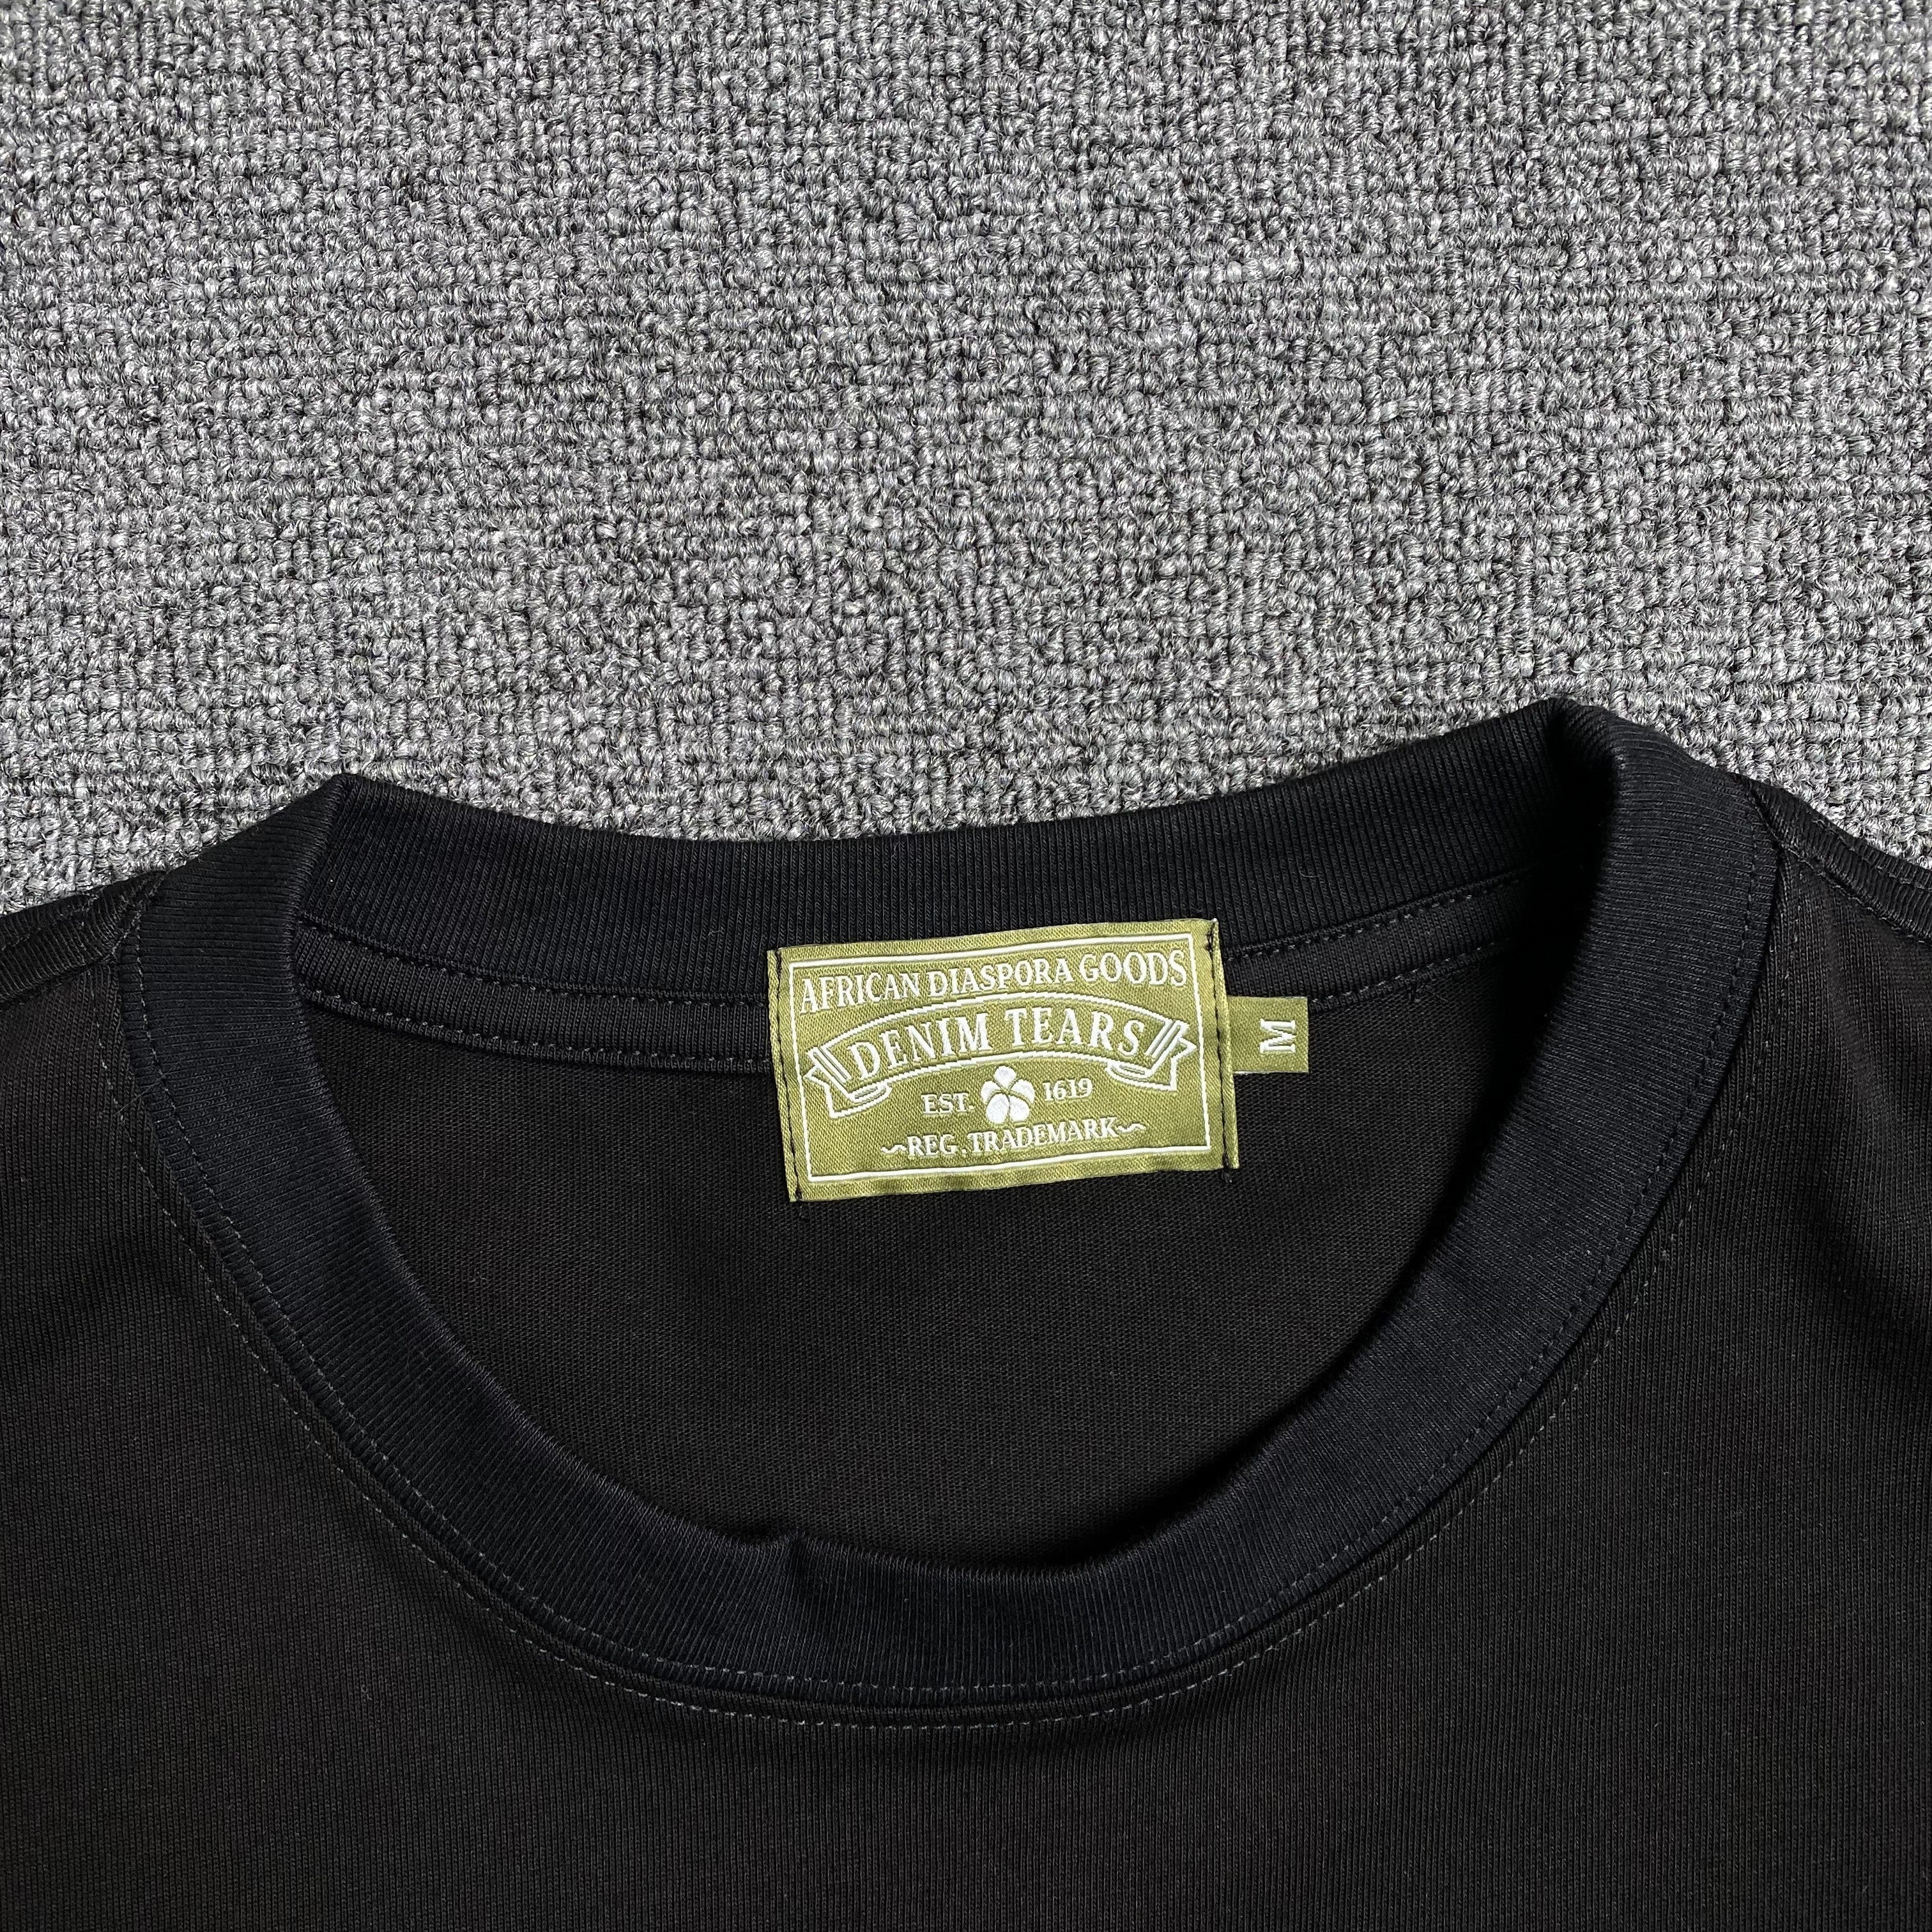 AFRICAN DIASPORA GOODS
DENIM TEARS
EST. 1619
~REG. TRADEMARK~
M